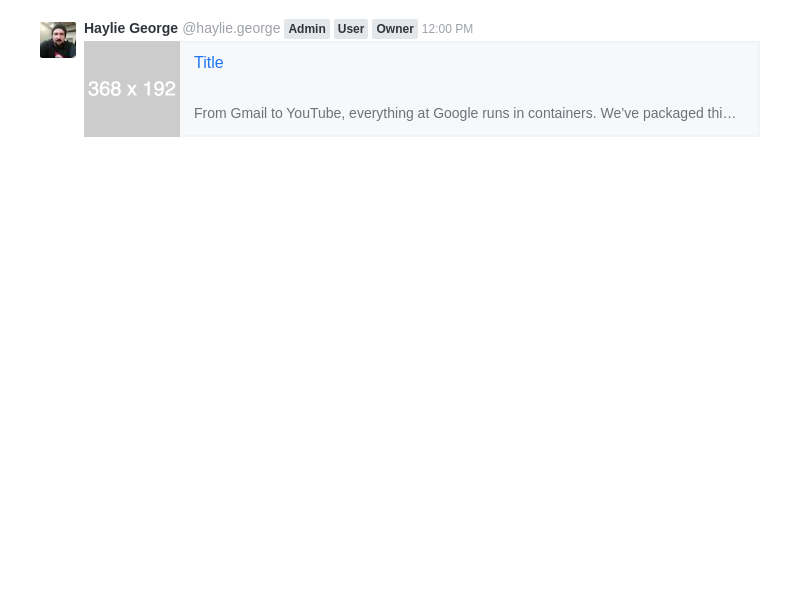 Haylie George @haylie.george Admin User Owner 12:00 PM
368 x 192
Title
From Gmail to YouTube, everything at Google runs in containers. We've packaged thi…